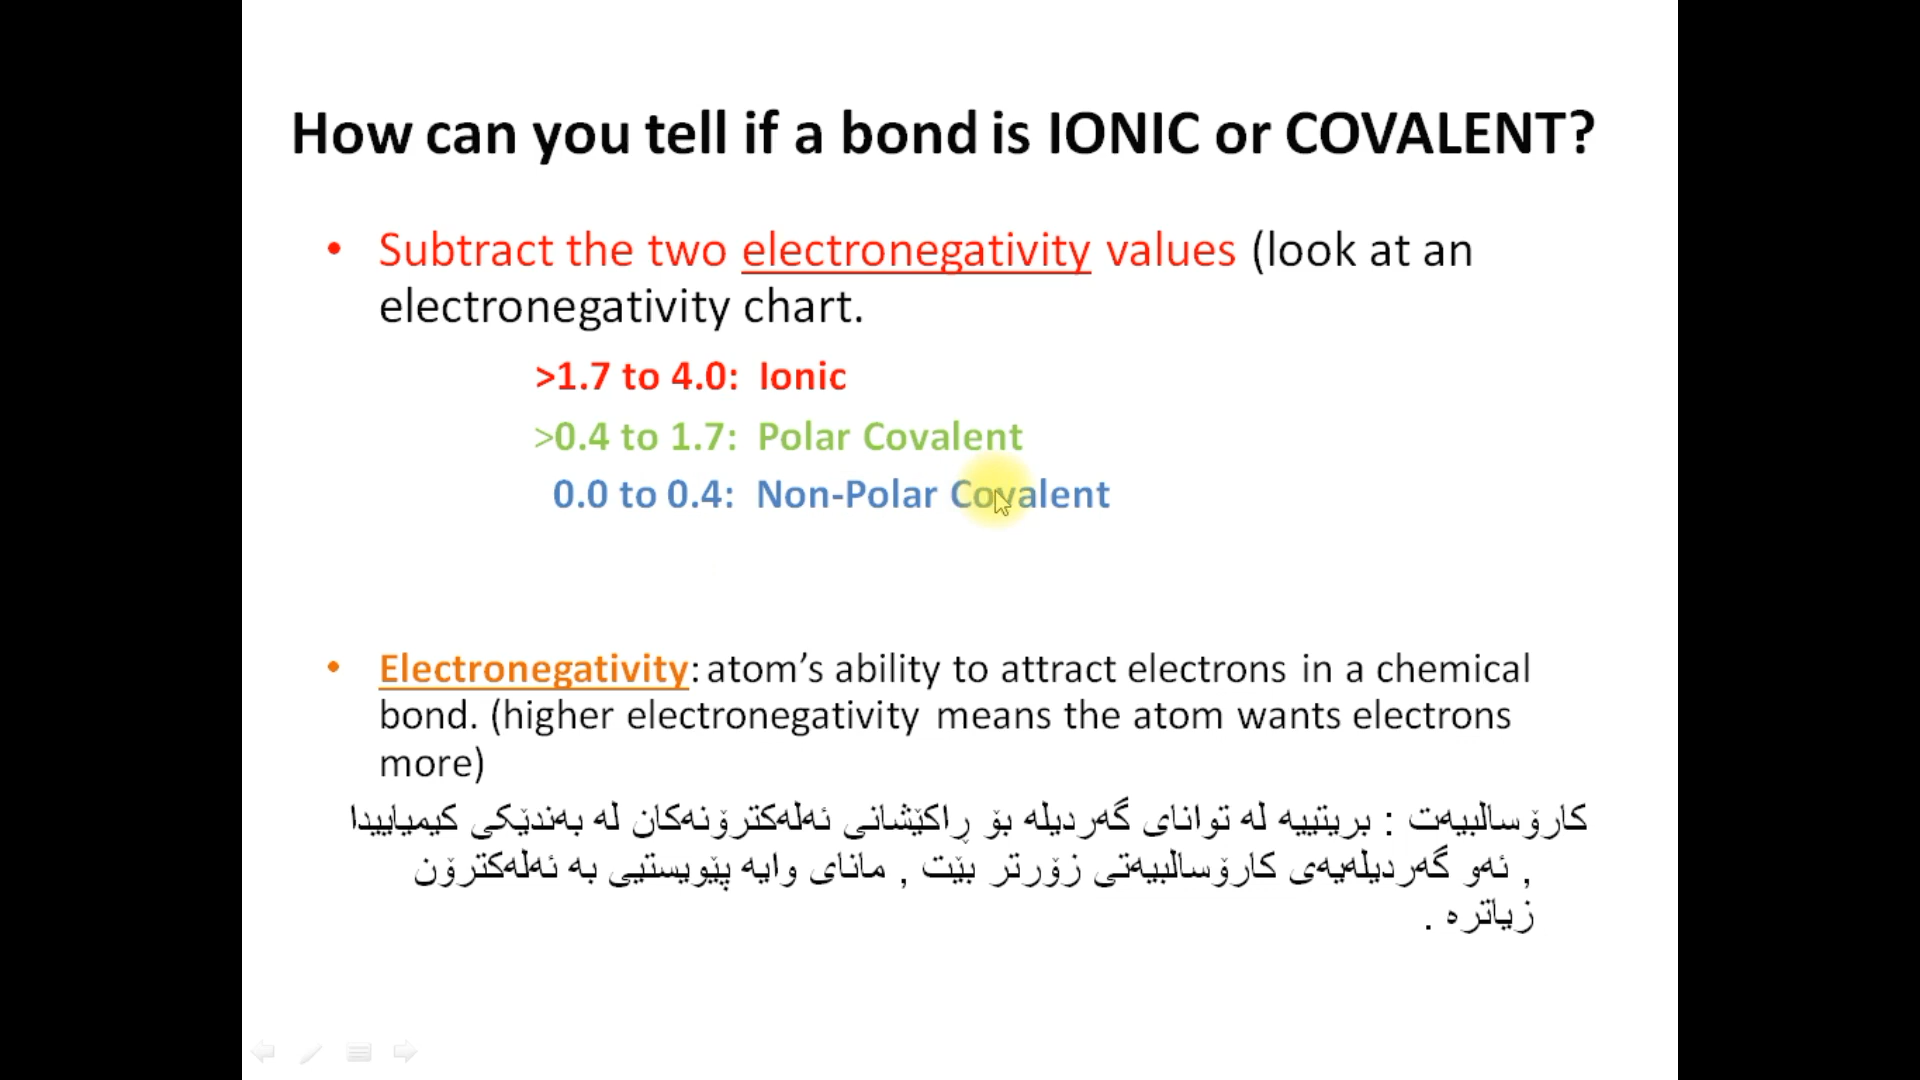 How can you tell if a bond is IONIC or COVALENT?
• Subtract the two electronegativity values (look at an
electronegativity chart.
>1.7 to 4.0: Ionic
>0.4 to 1.7: Polar Covalent
0.0 to 0.4: Non-Polar Covalent
• Electronegativity: atom’s ability to attract electrons in a chemical
bond. (higher electronegativity means the atom wants electrons
more)
کارۆسالبیەت : بریتییە لە توانای گەردیلە بۆ ڕاکێشانی ئەلەکترۆنەکان لە بەندێکی کیمیاییدا
, ئەو گەردیلەیەی کارۆسالبیەتی زۆرتر بێت , مانای وایە پێویستیی بە ئەلەکترۆن
زیاترە .